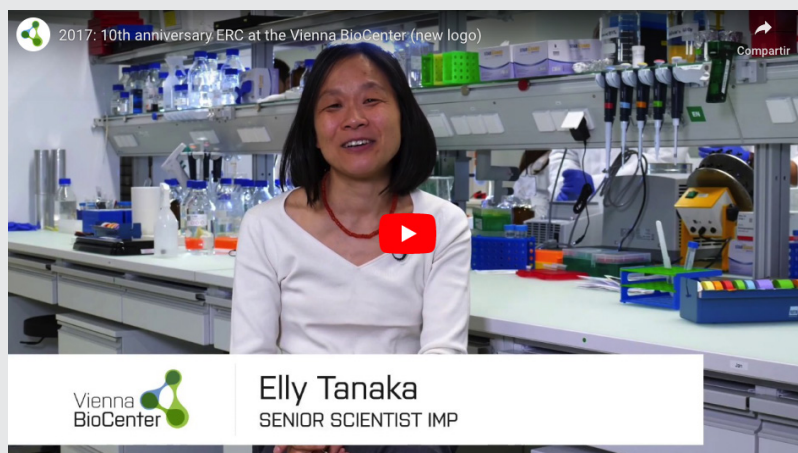 2017: 10th anniversary ERC at the Vienna BioCenter (new logo)
Compartir
Vienna
BioCenter
Elly Tanaka
SENIOR SCIENTIST IMP